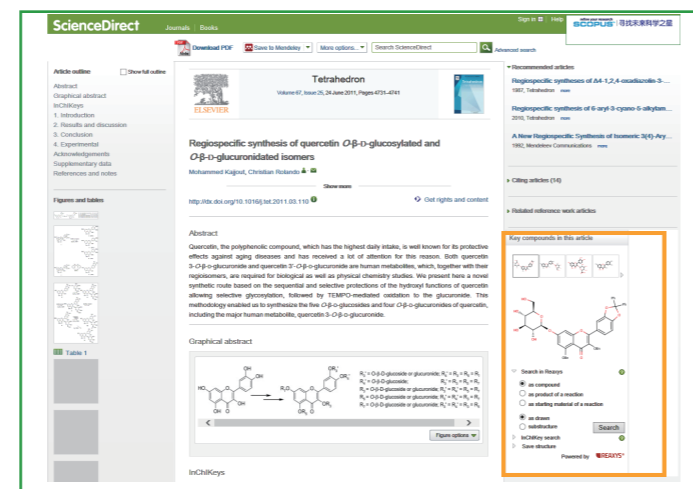 ScienceDirect
Journals | Books
Sign in
Help
SCOPUS 寻找未来科学之星
Download PDF
Save to Mendeley
More options...
Search ScienceDirect
Advanced search
Article outline
Show full outline
Abstract
Graphical abstract
InChIKeys
1. Introduction
2. Results and discussion
3. Conclusion
4. Experimental
Acknowledgements
Supplementary data
References and notes
Figures and tables
Table 1
ELSEVIER
Tetrahedron
Volume 67, Issue 25, 24 June 2011, Pages 4731–4741
Regiospecific synthesis of quercetin O-β-D-glucosylated and
O-β-D-glucuronidated isomers
Mohammed Kajjout, Christian Rolando
Show more
http://dx.doi.org/10.1016/j.tet.2011.03.110
Get rights and content
Abstract
Quercetin, the polyphenolic compound, which has the highest daily intake, is well known for its protective
effects against aging diseases and has received a lot of attention for this reason. Both quercetin
3-O-β-D-glucuronide and quercetin 3′-O-β-D-glucuronide are human metabolites, which, together with their
regioisomers, are required for biological as well as physical chemistry studies. We present here a novel
synthetic route based on the sequential and selective protections of the hydroxyl functions of quercetin
allowing selective glycosylation, followed by TEMPO-mediated oxidation to the glucuronide. This
methodology enabled us to synthesize the five O-β-D-glucosides and four O-β-D-glucuronides of quercetin,
including the major human metabolite, quercetin 3-O-β-D-glucuronide.
Graphical abstract
Figure options
InChIKeys
Recommended articles
Regiospecific syntheses of Δ4-1,2,4-oxadiazolin-3-...
1987, Tetrahedron more
Regiospecific synthesis of 6-aryl-3-cyano-5-alkylam...
2010, Tetrahedron more
A New Regiospecific Synthesis of Isomeric 3(4)-Ary...
1992, Mendeleev Communications more
Citing articles (14)
Related reference work articles
Key compounds in this article
Search in Reaxys
as compound
as product of a reaction
as starting material of a reaction
as drawn
substructure
Search
InChIKey search
Save structure
Powered by REAXYS